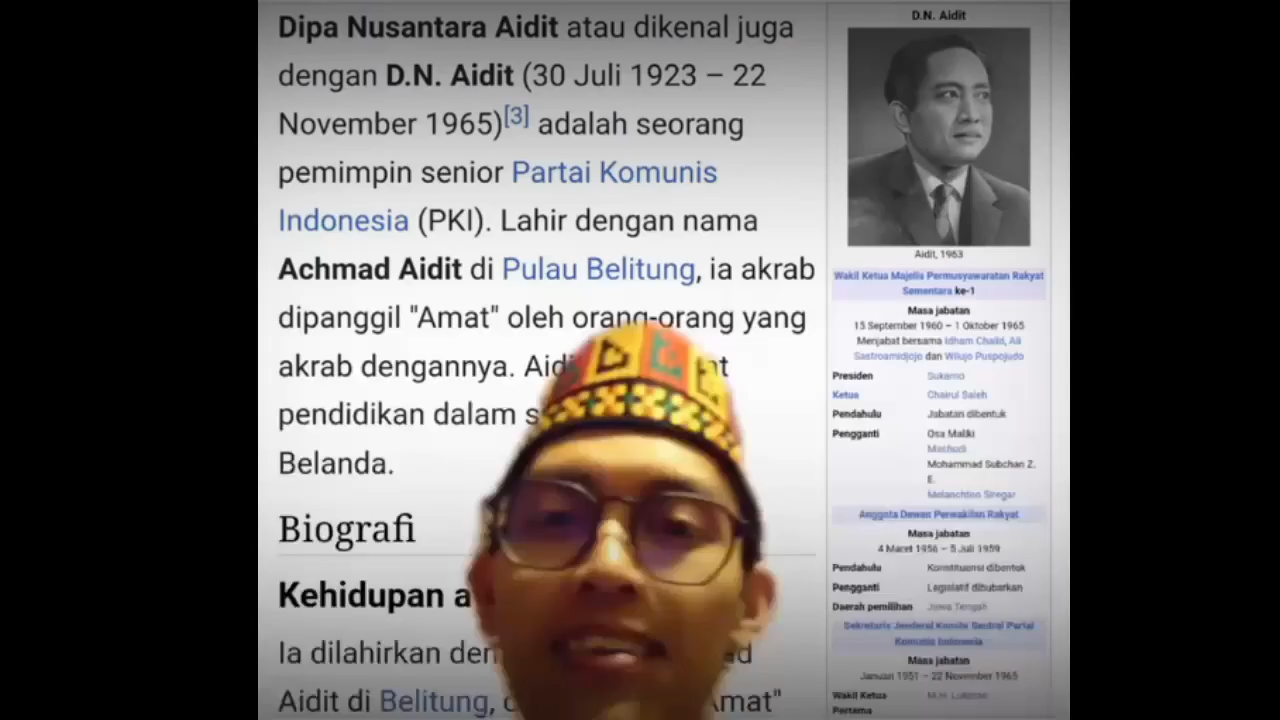 Dipa Nusantara Aidit atau dikenal juga
dengan D.N. Aidit (30 Juli 1923 – 22
November 1965)[3] adalah seorang
pemimpin senior Partai Komunis
Indonesia (PKI). Lahir dengan nama
Achmad Aidit di Pulau Belitung, ia akrab
dipanggil "Amat" oleh orang-orang yang
akrab dengannya.
pendidikan dalam
Belanda.
Biografi
Kehidupan
Ia dilahirkan
Aidit di Belitung,
D.N. Aidit
Aidit, 1963
Wakil Ketua Majelis Permusyawaratan Rakyat
Sementara ke-1
Masa jabatan
15 September 1960 – 1 Oktober 1965
Menjabat bersama Idham Chalid, Ali
Sastroamidjojo dan Wilujo Puspojudo
Presiden Sukarno
Ketua Chairul Saleh
Pendahulu Jabatan dibentuk
Pengganti Osa Maliki
Mashudi
Mohammad Subchan Z.
E.
Melanchton Siregar
Anggota Dewan Perwakilan Rakyat
Masa jabatan
4 Maret 1956 – 5 Juli 1959
Pendahulu Konstituensi dibentuk
Pengganti Legislatif dibubarkan
Daerah pemilihan Jawa Tengah
Sekretaris Jenderal Komite Sentral Partai
Komunis Indonesia
Masa jabatan
Januari 1951 – 22 November 1965
Wakil Ketua M.H. Lukman
Pertama